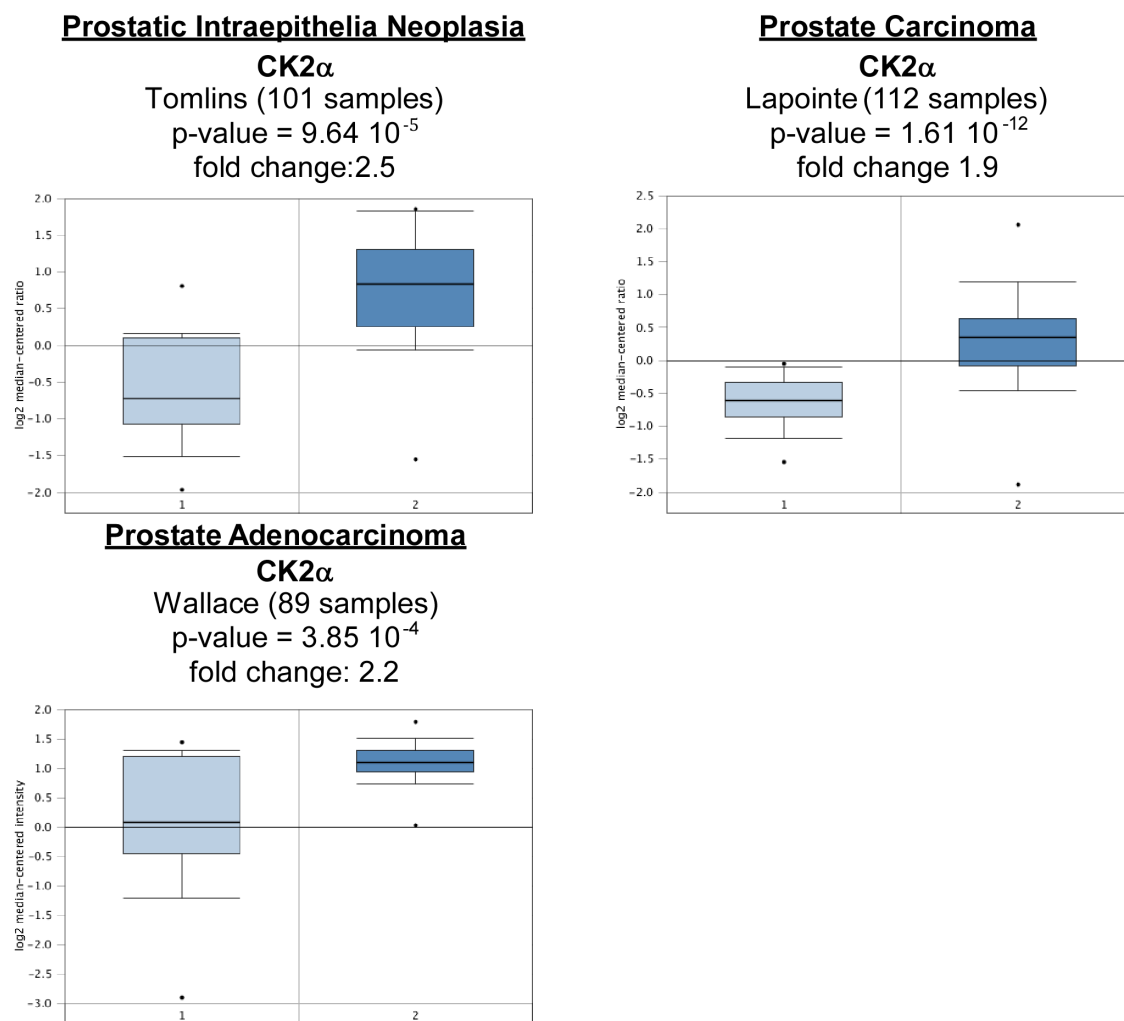 Prostatic Intraepithelia Neoplasia
CK2α
Tomlins (101 samples)
p-value = 9.64 10-5
fold change:2.5
2.0
1.5
1.0
0.5
0.0
-0.5
-1.0
-1.5
-2.0
log2 median-centered ratio
1
2
Prostate Carcinoma
CK2α
Lapointe (112 samples)
p-value = 1.61 10-12
fold change 1.9
2.5
2.0
1.5
1.0
0.5
0.0
-0.5
-1.0
-1.5
-2.0
log2 median-centered ratio
1
2
Prostate Adenocarcinoma
CK2α
Wallace (89 samples)
p-value = 3.85 10-4
fold change: 2.2
2.0
1.5
1.0
0.5
0.0
-0.5
-1.0
-1.5
-2.0
-2.5
-3.0
log2 median-centered intensity
1
2